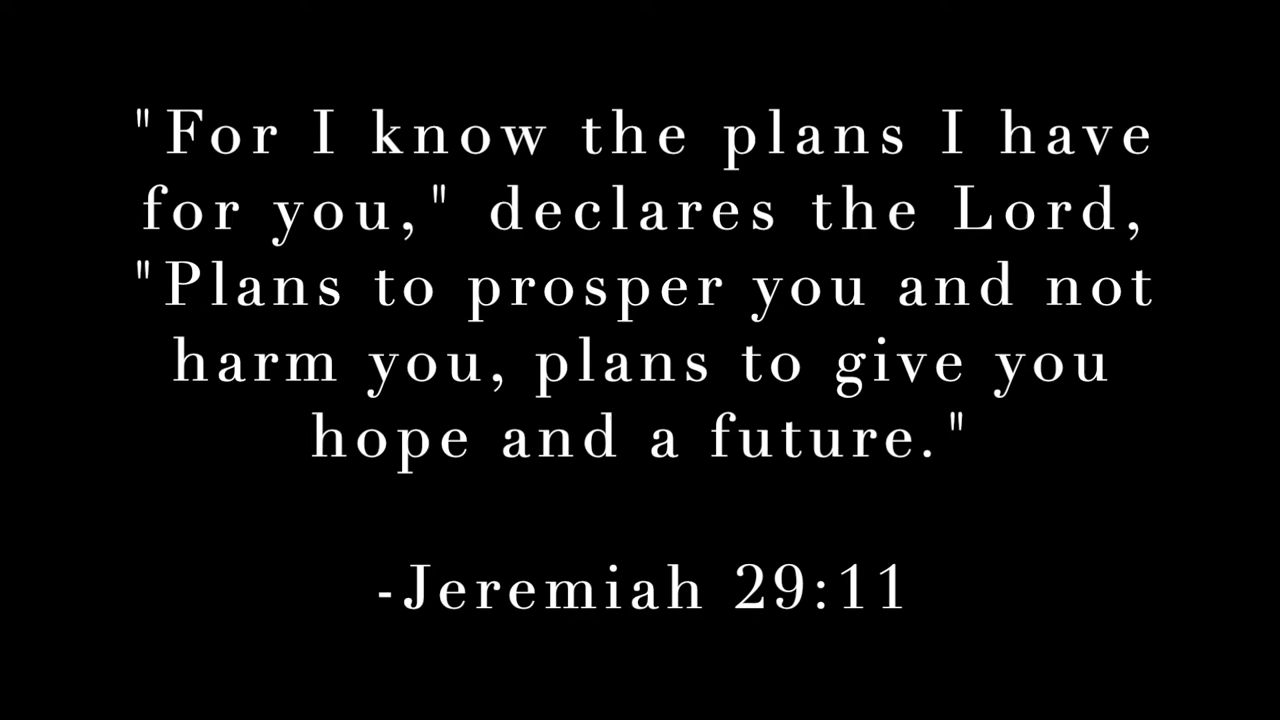 "For I know the plans I have
for you," declares the Lord,
"Plans to prosper you and not
harm you, plans to give you
hope and a future."
-Jeremiah 29:11